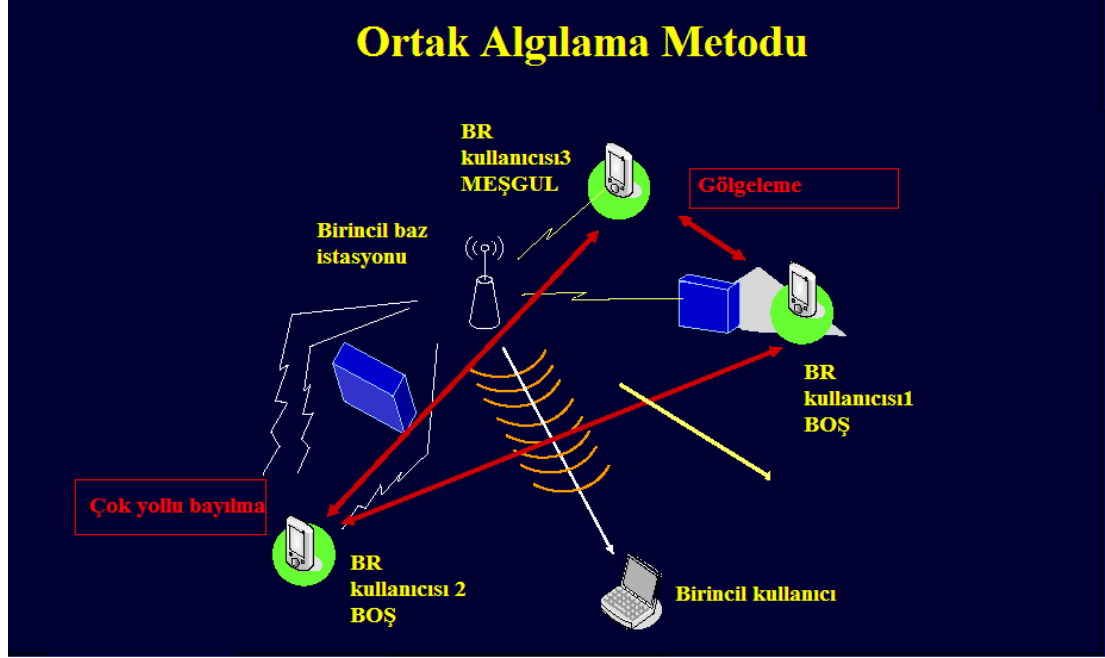 Ortak Algılama Metodu
BR
kullanıcısı3
MEŞGUL
Gölgeleme
Birincil baz
istasyonu
BR
kullanıcısı1
BOŞ
Çok yollu bayılma
BR
kullanıcısı 2
BOŞ
Birincil kullanıcı